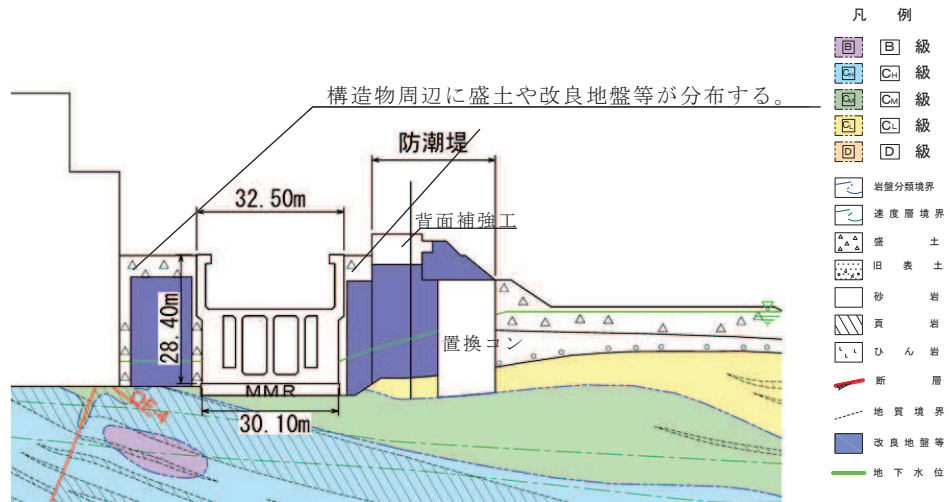 構造物周辺に盛土や改良地盤等が分布する。
防潮堤
32.50m
背面補強工
28.40m
置換コン
MMR
30.10m
OF-4
凡 例
B B 級
CH CH 級
CM CM 級
CL CL 級
D D 級
岩盤分類境界
速度層境界
盛土
旧表土
砂岩
頁岩
ひん岩
断層
地質境界
改良地盤等
地下水位